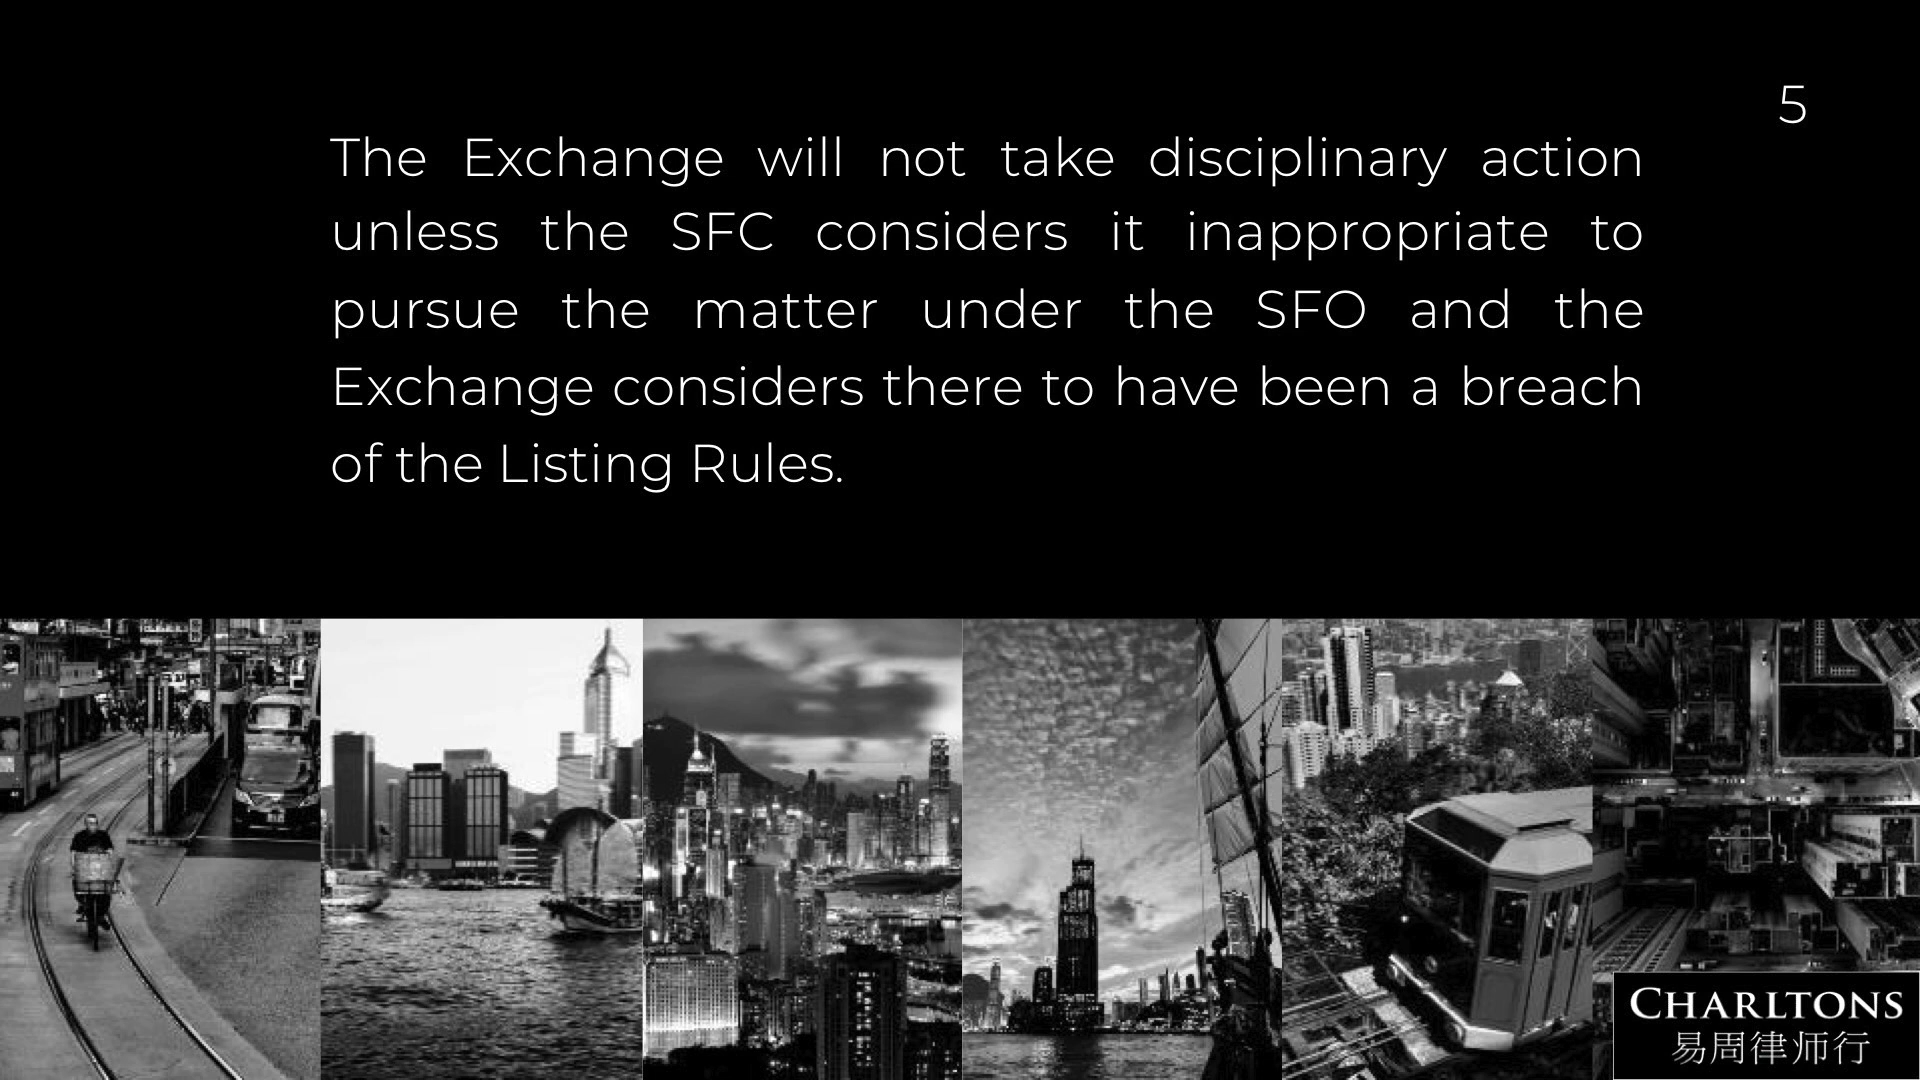 5
The Exchange will not take disciplinary action
unless the SFC considers it inappropriate to
pursue the matter under the SFO and the
Exchange considers there to have been a breach
of the Listing Rules.
CHARLTONS
易周律师行